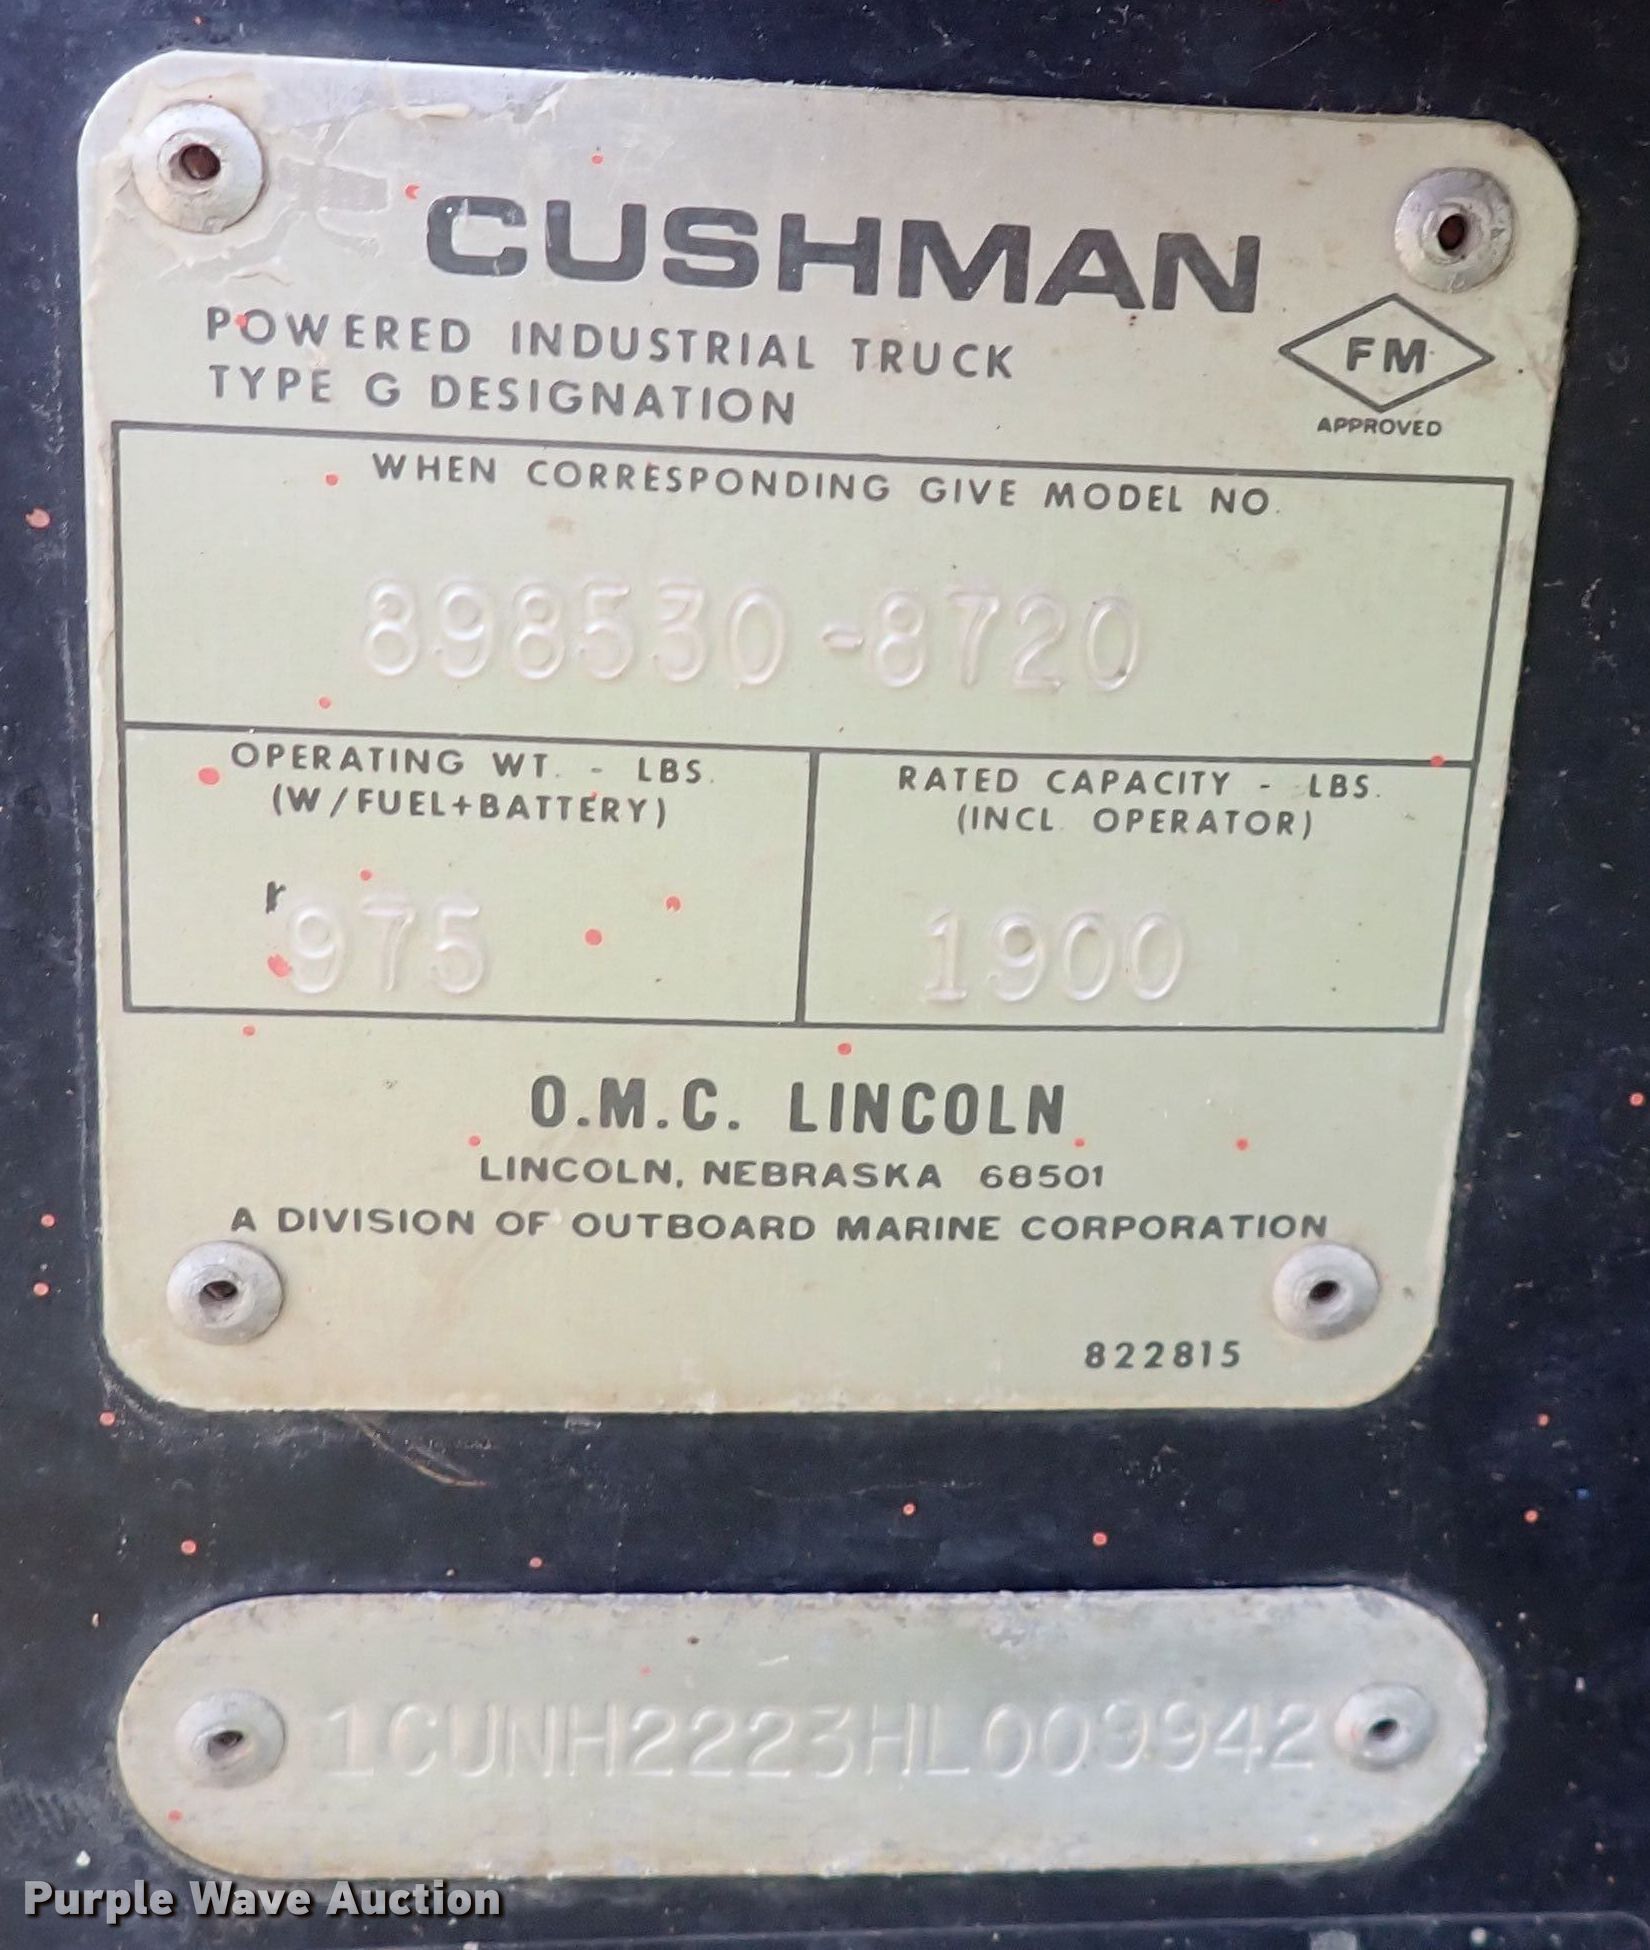 CUSHMAN
POWERED INDUSTRIAL TRUCK
TYPE G DESIGNATION
FM
APPROVED
WHEN CORRESPONDING GIVE MODEL NO.
898530-8720
OPERATING WT. - LBS.
(W/FUEL+BATTERY)
975
RATED CAPACITY - LBS.
(INCL. OPERATOR)
1900
O.M.C. LINCOLN
LINCOLN, NEBRASKA 68501
A DIVISION OF OUTBOARD MARINE CORPORATION
822815
1CUNH2223HL009942
Purple Wave Auction